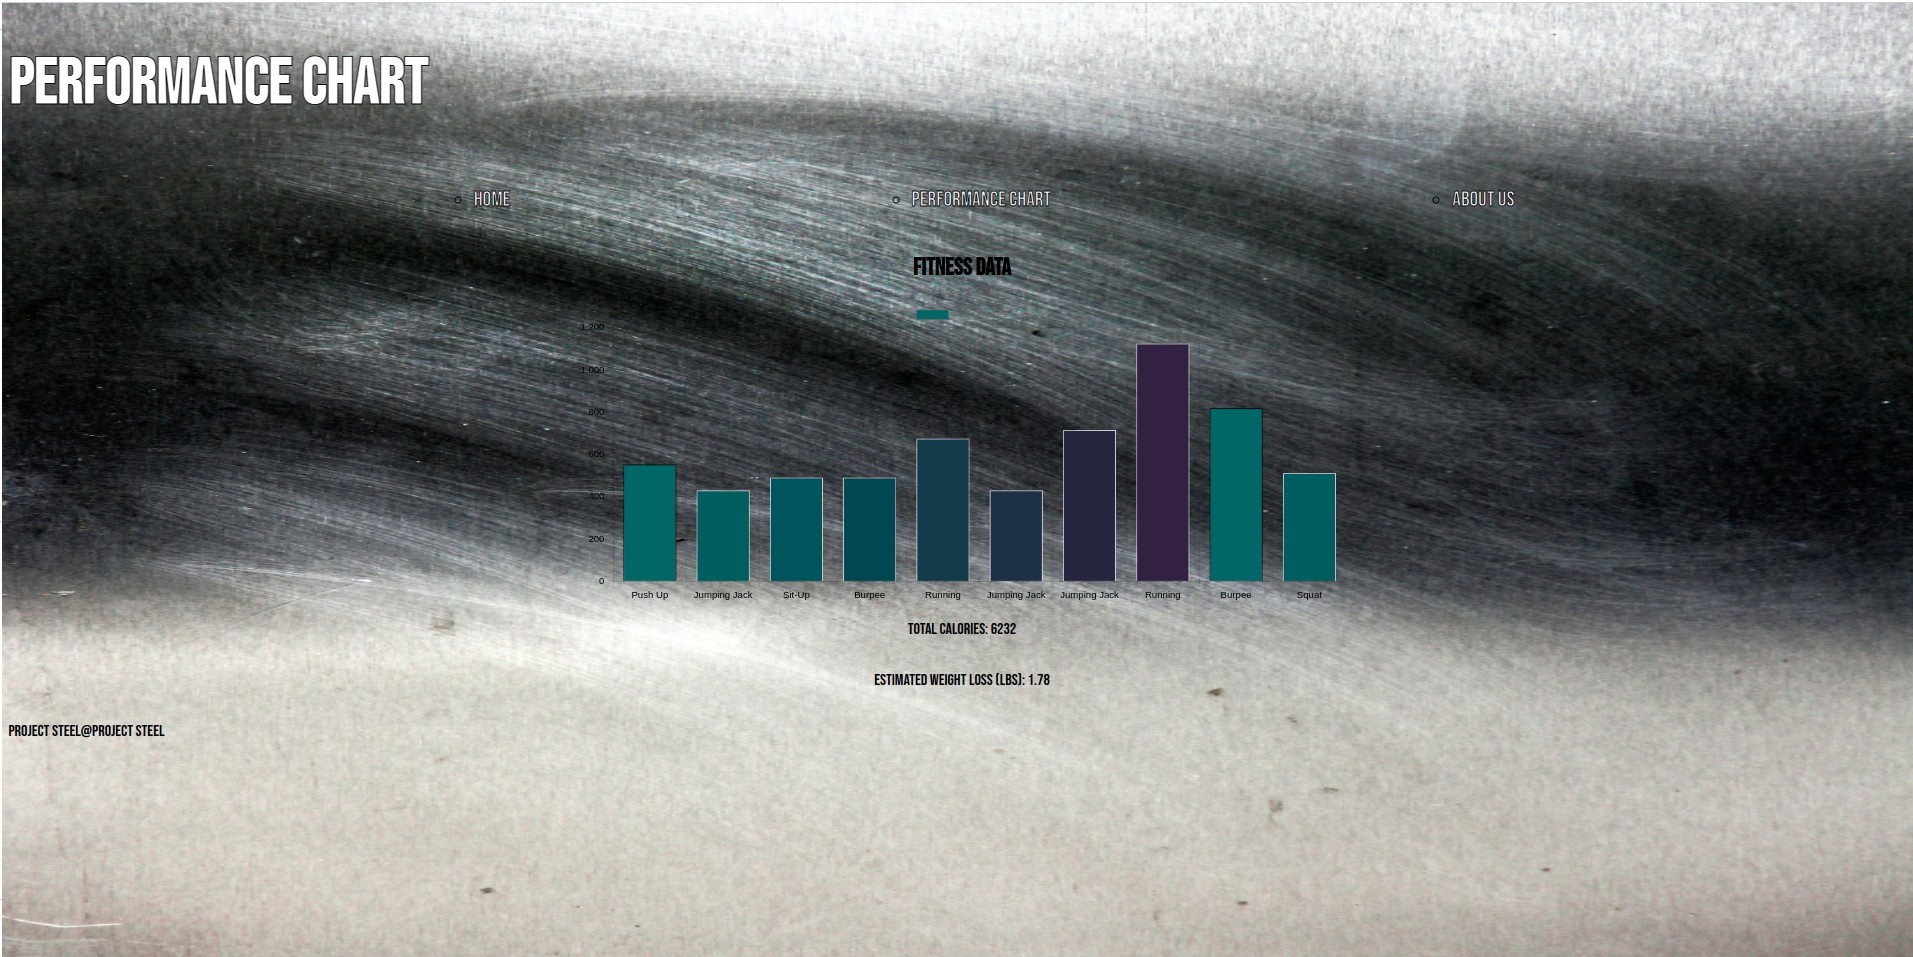 PERFORMANCE CHART
HOME PERFORMANCE CHART ABOUT US
FITNESS DATA
1,200
1,000
800
600
400
200
0
Push Up Jumping Jack Sit-Up Burpee Running Jumping Jack Jumping Jack Running Burpee Squat
TOTAL CALORIES: 6232
ESTIMATED WEIGHT LOSS (LBS): 1.78
PROJECT STEEL@PROJECT STEEL